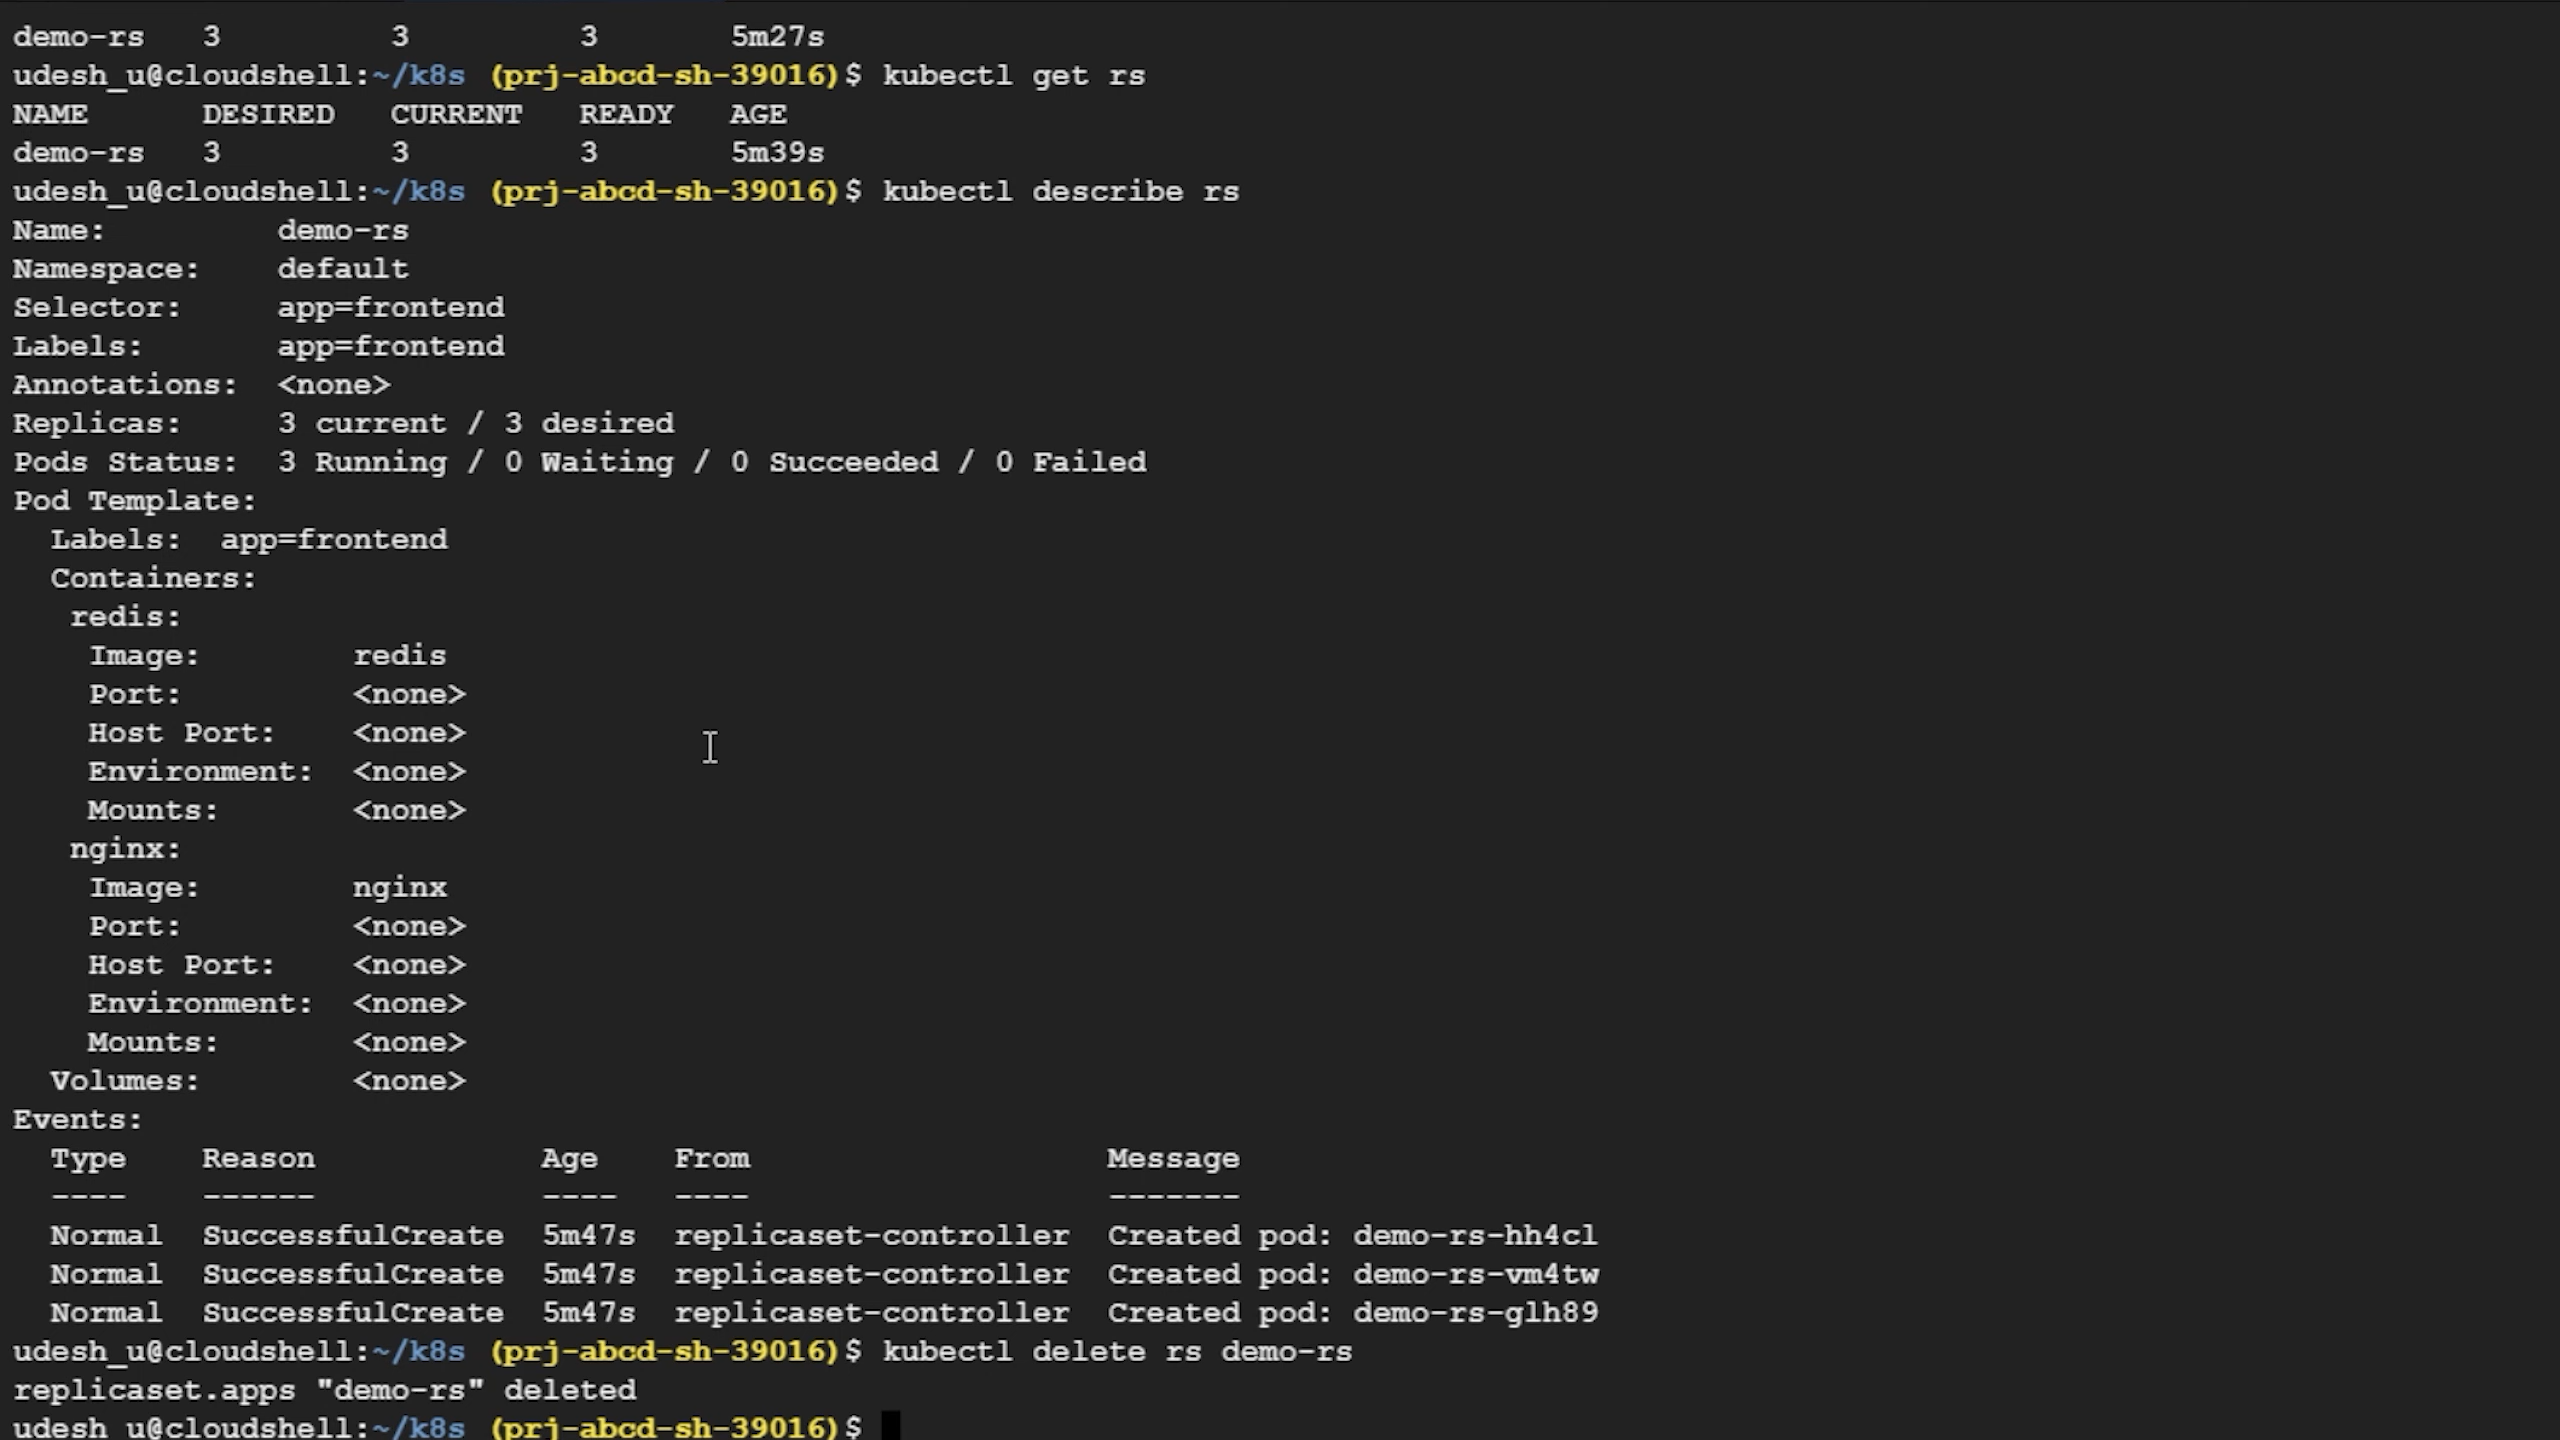 demo-rs   3         3         3       5m27s
udesh_u@cloudshell:~/k8s (prj-abcd-sh-39016)$ kubectl get rs
NAME      DESIRED   CURRENT   READY   AGE
demo-rs   3         3         3       5m39s
udesh_u@cloudshell:~/k8s (prj-abcd-sh-39016)$ kubectl describe rs
Name:         demo-rs
Namespace:    default
Selector:     app=frontend
Labels:       app=frontend
Annotations:  <none>
Replicas:     3 current / 3 desired
Pods Status:  3 Running / 0 Waiting / 0 Succeeded / 0 Failed
Pod Template:
  Labels:  app=frontend
  Containers:
   redis:
    Image:        redis
    Port:         <none>
    Host Port:    <none>
    Environment:  <none>
    Mounts:       <none>
   nginx:
    Image:        nginx
    Port:         <none>
    Host Port:    <none>
    Environment:  <none>
    Mounts:       <none>
  Volumes:        <none>
Events:
  Type    Reason            Age    From                   Message
  ----    ------            ----   ----                   -------
  Normal  SuccessfulCreate  5m47s  replicaset-controller  Created pod: demo-rs-hh4cl
  Normal  SuccessfulCreate  5m47s  replicaset-controller  Created pod: demo-rs-vm4tw
  Normal  SuccessfulCreate  5m47s  replicaset-controller  Created pod: demo-rs-glh89
udesh_u@cloudshell:~/k8s (prj-abcd-sh-39016)$ kubectl delete rs demo-rs
replicaset.apps "demo-rs" deleted
udesh_u@cloudshell:~/k8s (prj-abcd-sh-39016)$